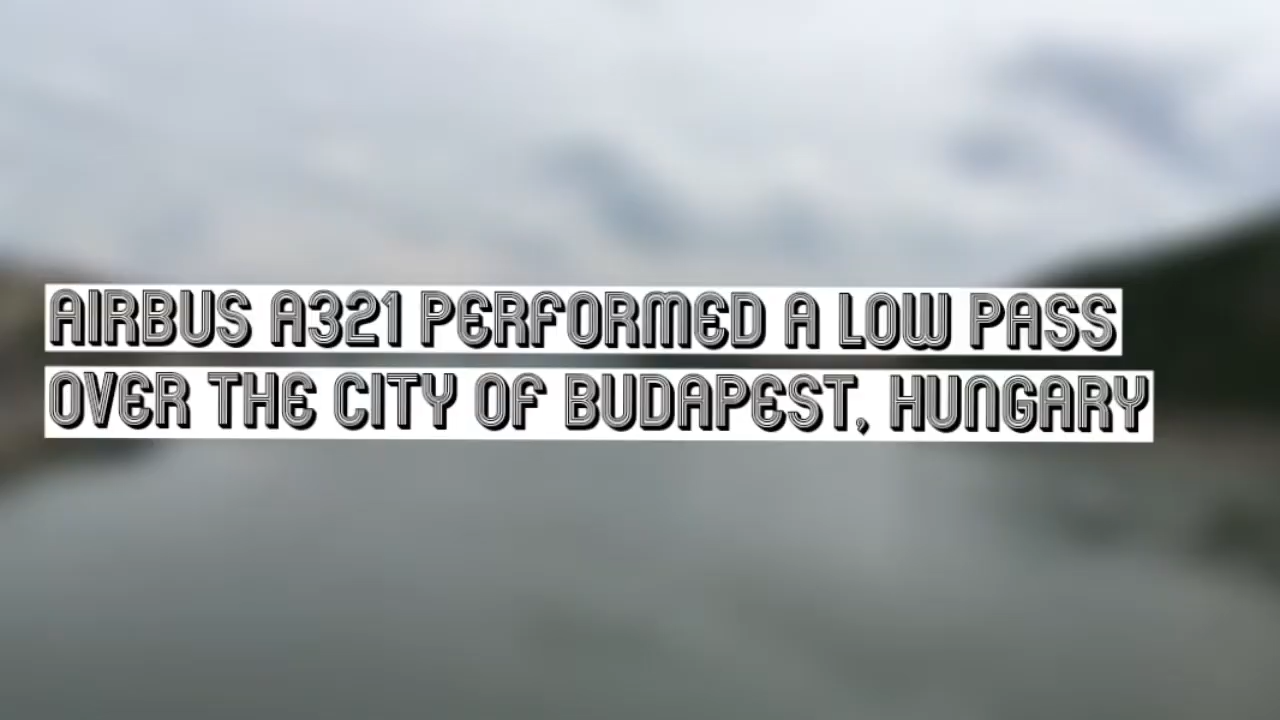 AIRBUS A321 PERFORMED A LOW PASS
OVER THE CITY OF BUDAPEST, HUNGARY